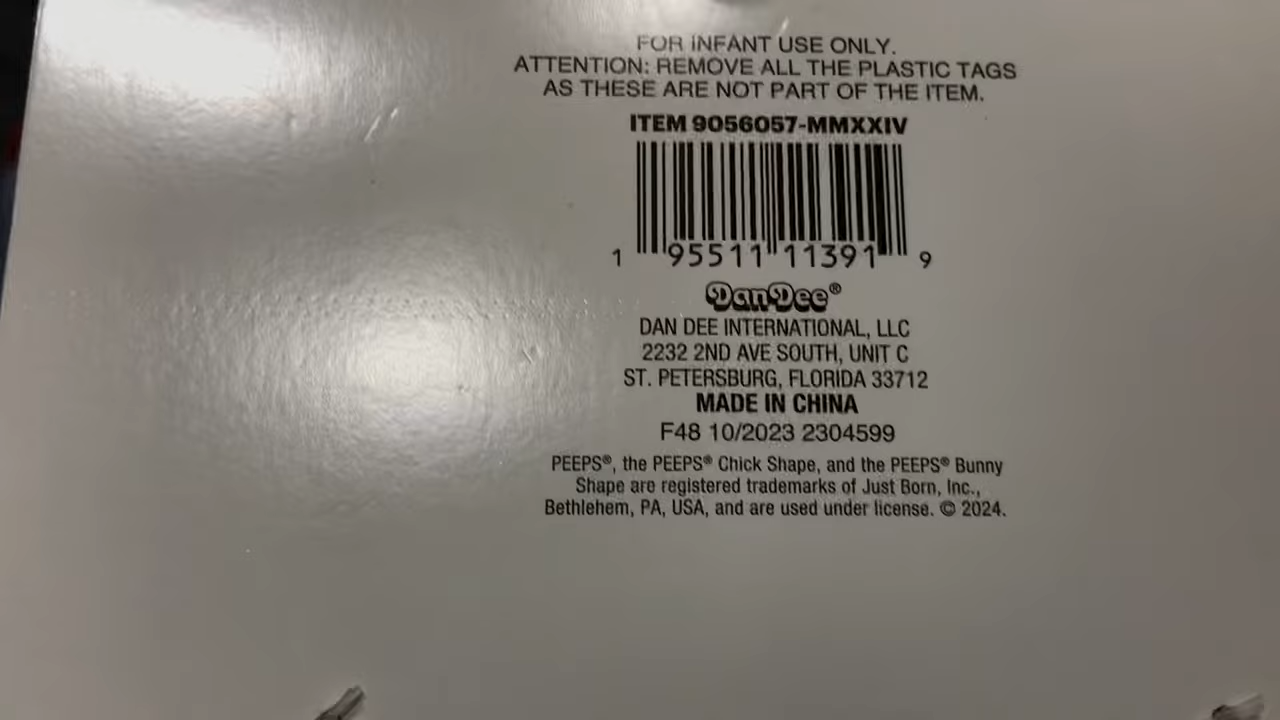 FOR INFANT USE ONLY.
ATTENTION: REMOVE ALL THE PLASTIC TAGS
AS THESE ARE NOT PART OF THE ITEM.
ITEM 9056057-MMXXIV
1 95511 11391 9
DanDee®
DAN DEE INTERNATIONAL, LLC
2232 2ND AVE SOUTH, UNIT C
ST. PETERSBURG, FLORIDA 33712
MADE IN CHINA
F48 10/2023 2304599
PEEPS®, the PEEPS® Chick Shape, and the PEEPS® Bunny
Shape are registered trademarks of Just Born, Inc.,
Bethlehem, PA, USA, and are used under license. © 2024.